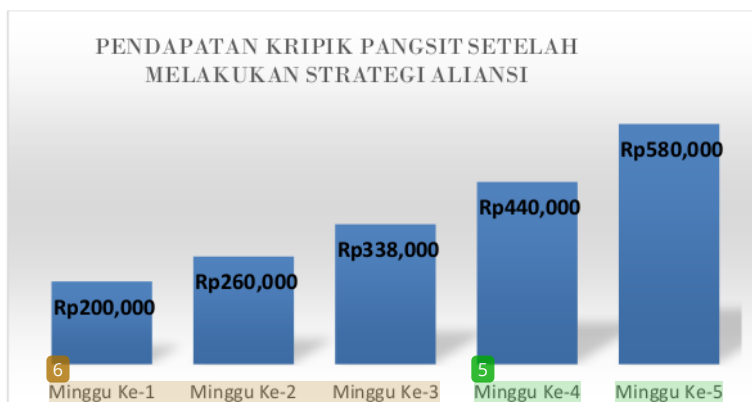 PENDAPATAN KRIPIK PANGSIT SETELAH
MELAKUKAN STRATEGI ALIANSI
Rp200,000
Rp260,000
Rp338,000
Rp440,000
Rp580,000
6
5
Minggu Ke-1 Minggu Ke-2 Minggu Ke-3 Minggu Ke-4 Minggu Ke-5